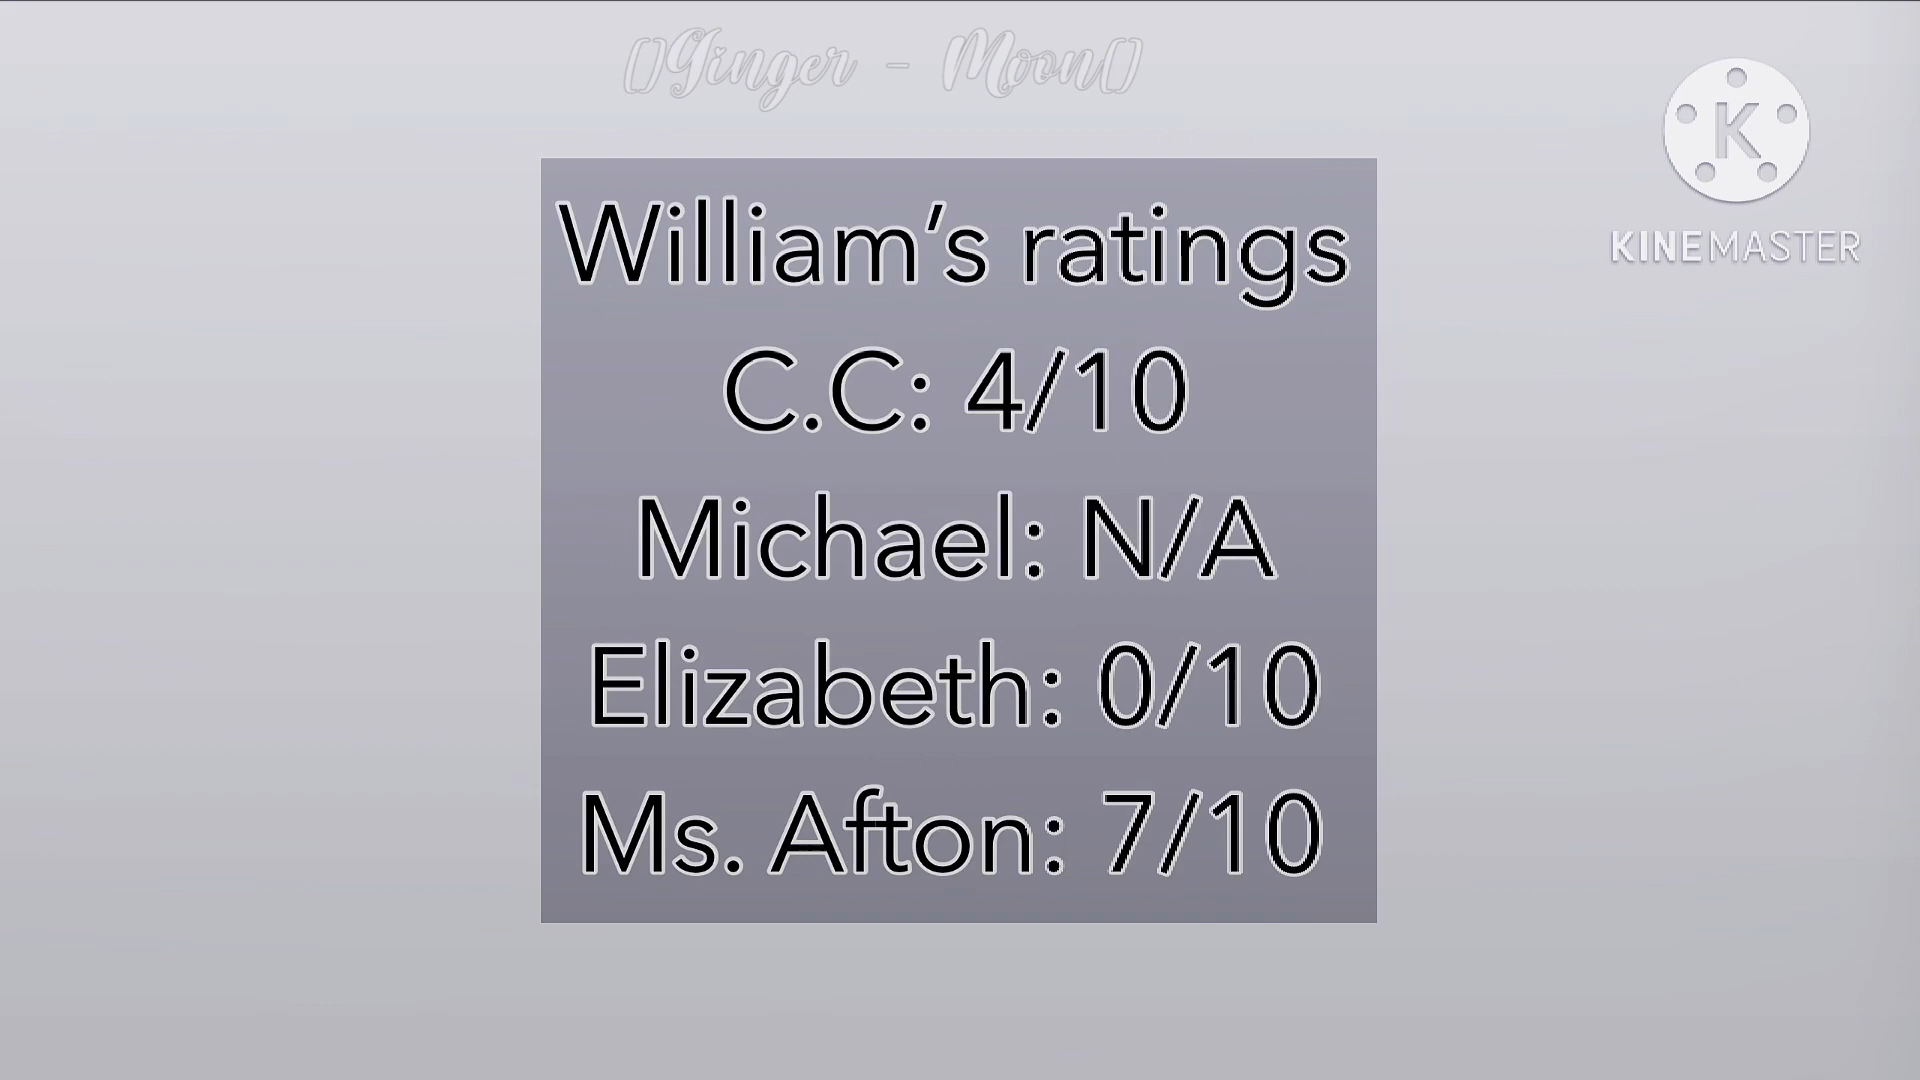 ()Ginger - Moon()
K
KINEMASTER
William’s ratings
C.C: 4/10
Michael: N/A
Elizabeth: 0/10
Ms. Afton: 7/10